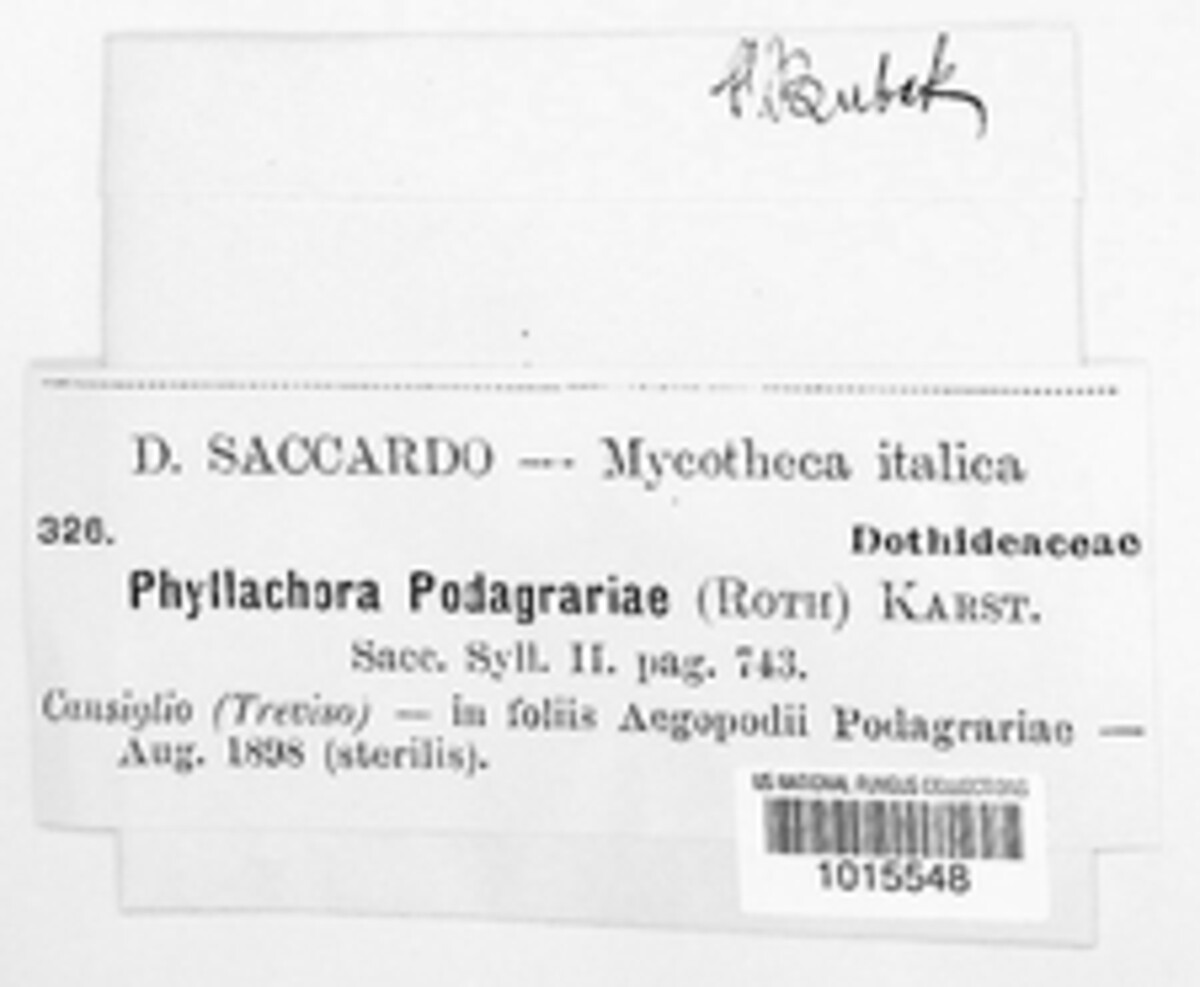 D. SACCARDO — Mycotheca italica
326.
Dothideaceae
Phyllachora Podagrariae (ROTH) KARST.
Sacc. Syll. II. pag. 743.
Cansiglio (Treviso) — in foliis Aegopodii Podagrariae —
Aug. 1898 (sterilis).
US NATIONAL FUNGUS COLLECTIONS
1015548